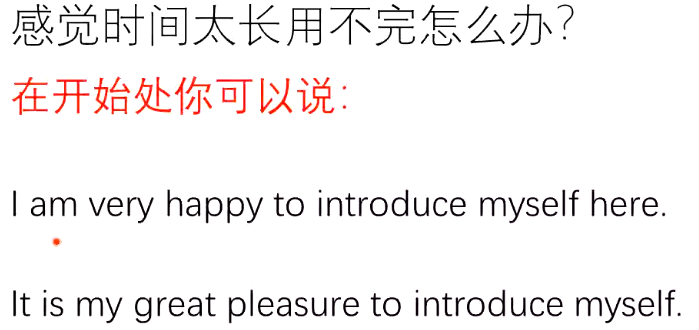 感觉时间太长用不完怎么办？
在开始处你可以说：
I am very happy to introduce myself here.
It is my great pleasure to introduce myself.